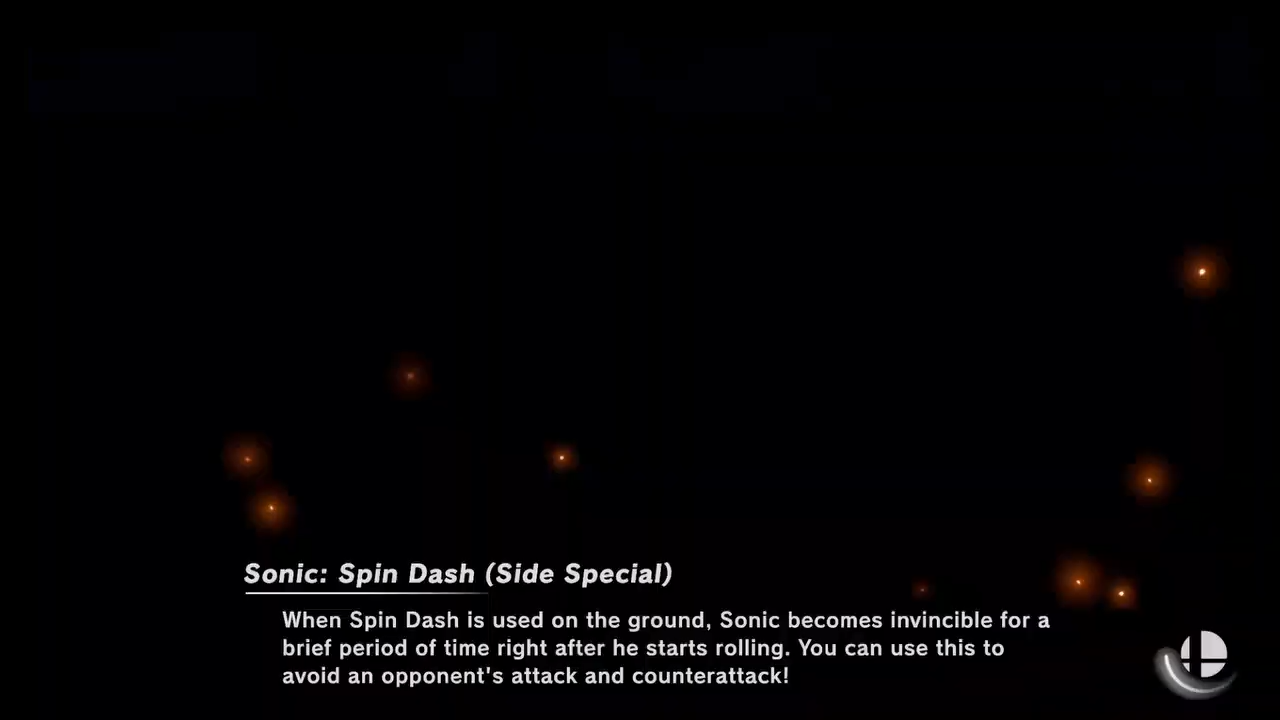 Sonic: Spin Dash (Side Special)
When Spin Dash is used on the ground, Sonic becomes invincible for a
brief period of time right after he starts rolling. You can use this to
avoid an opponent's attack and counterattack!